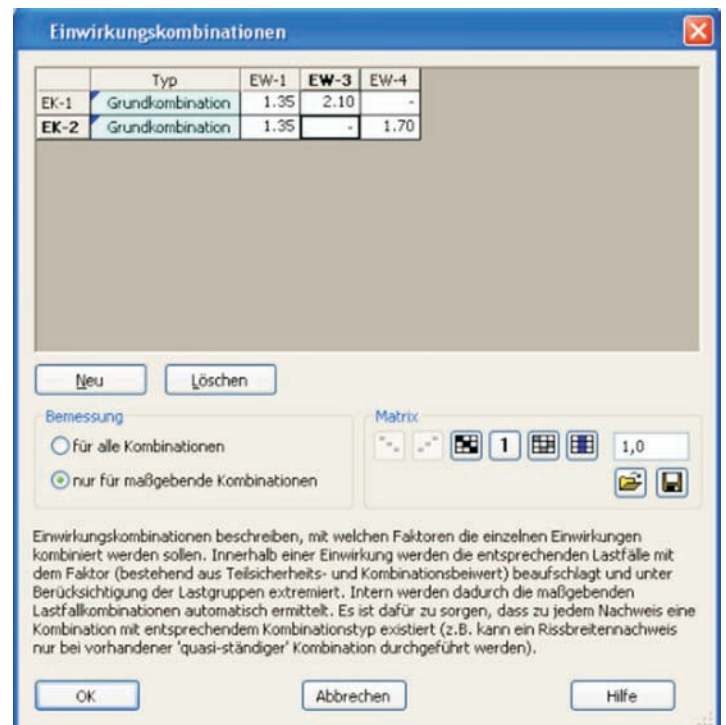 Einwirkungskombinationen
Typ EW-1 EW-3 EW-4
EK-1 Grundkombination 1.35 2.10 -
EK-2 Grundkombination 1.35 - 1.70
Neu Löschen
Bemessung
für alle Kombinationen
nur für maßgebende Kombinationen
Matrix
1 1,0
Einwirkungskombinationen beschreiben, mit welchen Faktoren die einzelnen Einwirkungen
kombiniert werden sollen. Innerhalb einer Einwirkung werden die entsprechenden Lastfälle mit
dem Faktor (bestehend aus Teilsicherheits- und Kombinationsbeiwert) beaufschlagt und unter
Berücksichtigung der Lastgruppen extremiert. Intern werden dadurch die maßgebenden
Lastfallkombinationen automatisch ermittelt. Es ist dafür zu sorgen, dass zu jedem Nachweis eine
Kombination mit entsprechendem Kombinationstyp existiert (z.B. kann ein Rissbreitennachweis
nur bei vorhandener 'quasi-ständiger' Kombination durchgeführt werden).
OK Abbrechen Hilfe